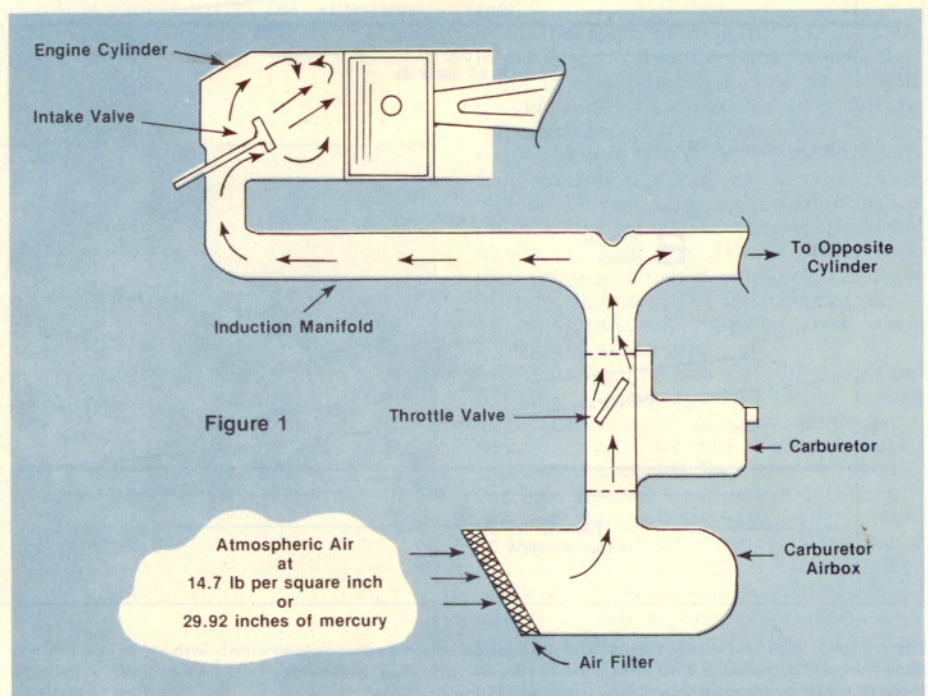 Engine Cylinder
Intake Valve
To Opposite
Cylinder
Induction Manifold
Figure 1
Throttle Valve
Carburetor
Atmospheric Air
at
14.7 lb per square inch
or
29.92 inches of mercury
Carburetor
Airbox
Air Filter